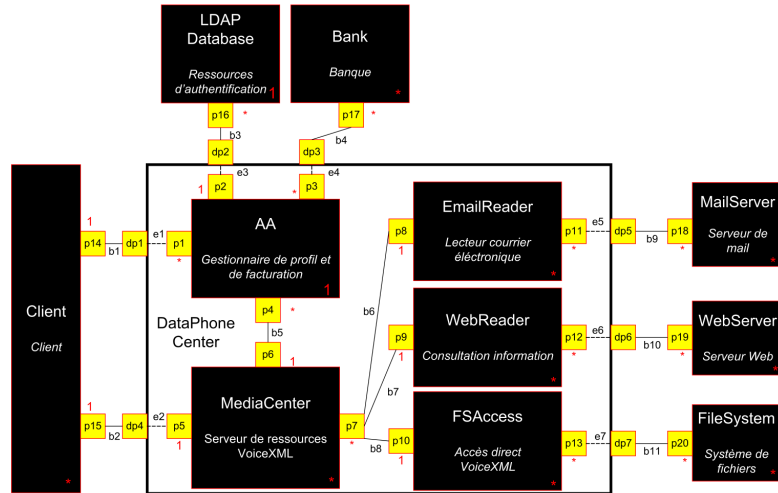 LDAP
Database
Ressources
d'authentification
1
Bank
Banque
*
p16
*
p17
*
b3
b4
dp2
dp3
e3
e4
1
p2
*
p3
Client
Client
*
1
p14
b1
dp1
e1
p1
*
AA
Gestionnaire de profil et
de facturation
1
p4
*
b5
p6
1
DataPhone
Center
1
p15
b2
dp4
e2
p5
1
MediaCenter
Serveur de ressources
VoiceXML
*
p7
*
b6
b7
b8
p8
1
EmailReader
Lecteur courrier
éléctronique
*
p11
*
e5
dp5
b9
p18
*
MailServer
Serveur de
mail
*
p9
1
WebReader
Consultation information
*
p12
*
e6
dp6
b10
p19
*
WebServer
Serveur Web
*
p10
1
FSAccess
Accès direct
VoiceXML
*
p13
*
e7
dp7
b11
p20
*
FileSystem
Système de
fichiers
*